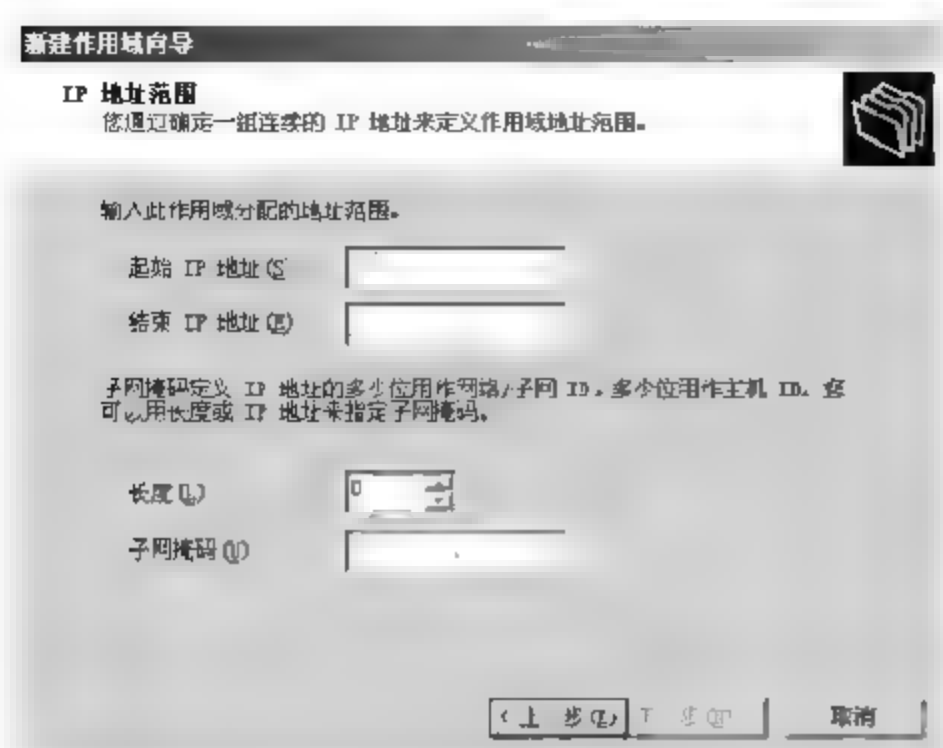 新建作用域向导
IP 地址范围
您通过确定一组连续的 IP 地址来定义作用域地址范围。
输入此作用域分配的地址范围。
起始 IP 地址(S
结束 IP 地址(E)
子网掩码定义 IP 地址的多少位用作网络/子网 ID，多少位用作主机 ID。您
可以用长度或 IP 地址来指定子网掩码。
长度(L) 0
子网掩码(U)
<上 步(B) 下 步(N 取消